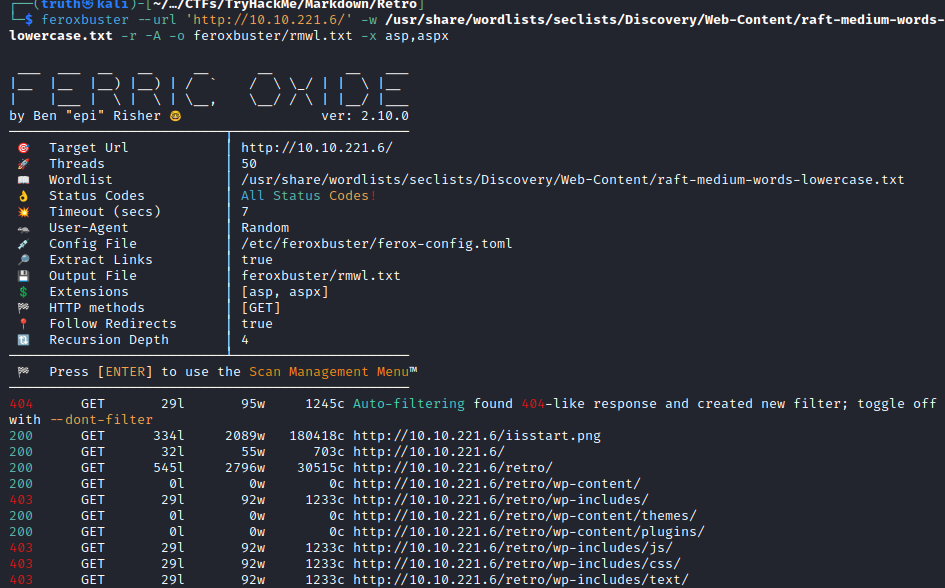 ┌──(truth㉿kali)-[~/…/CTFs/TryHackMe/Markdown/Retro]
└─$ feroxbuster --url 'http://10.10.221.6/' -w /usr/share/wordlists/seclists/Discovery/Web-Content/raft-medium-words-
lowercase.txt -r -A -o feroxbuster/rmwl.txt -x asp,aspx
FERRIC OXIDE
by Ben "epi" Risher 🤓 ver: 2.10.0
🎯 Target Url │ http://10.10.221.6/
🚀 Threads │ 50
📖 Wordlist │ /usr/share/wordlists/seclists/Discovery/Web-Content/raft-medium-words-lowercase.txt
👌 Status Codes │ All Status Codes!
💥 Timeout (secs) │ 7
🦡 User-Agent │ Random
💉 Config File │ /etc/feroxbuster/ferox-config.toml
🔎 Extract Links │ true
💾 Output File │ feroxbuster/rmwl.txt
💲 Extensions │ [asp, aspx]
🏁 HTTP methods │ [GET]
📍 Follow Redirects │ true
🔃 Recursion Depth │ 4
🏁 Press [ENTER] to use the Scan Management Menu™
404 GET 29l 95w 1245c Auto-filtering found 404-like response and created new filter; toggle off
with --dont-filter
200 GET 334l 2089w 180418c http://10.10.221.6/iisstart.png
200 GET 32l 55w 703c http://10.10.221.6/
200 GET 545l 2796w 30515c http://10.10.221.6/retro/
200 GET 0l 0w 0c http://10.10.221.6/retro/wp-content/
403 GET 29l 92w 1233c http://10.10.221.6/retro/wp-includes/
200 GET 0l 0w 0c http://10.10.221.6/retro/wp-content/themes/
200 GET 0l 0w 0c http://10.10.221.6/retro/wp-content/plugins/
403 GET 29l 92w 1233c http://10.10.221.6/retro/wp-includes/js/
403 GET 29l 92w 1233c http://10.10.221.6/retro/wp-includes/css/
403 GET 29l 92w 1233c http://10.10.221.6/retro/wp-includes/text/